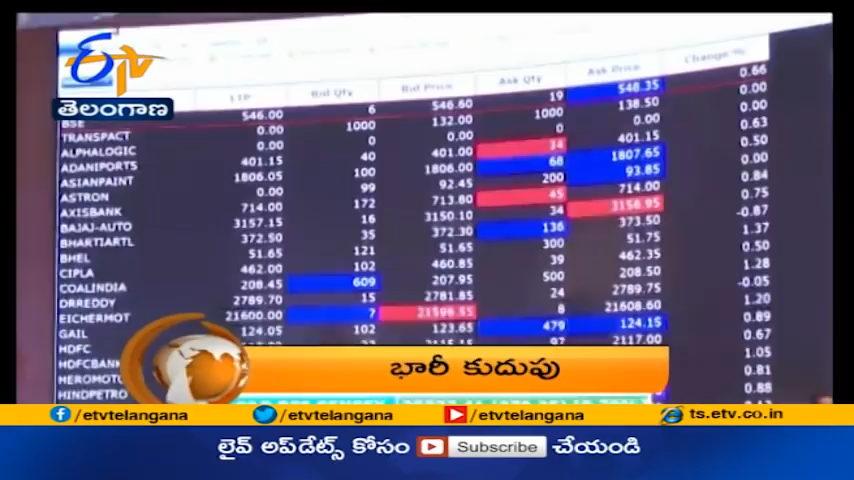 ETV
తెలంగాణ
LTP Bid Qty Bid Price Ask Qty Ask Price Change %
BSE 546.00 6 546.60 19 548.35 0.66
TRANSPACT 0.00 1000 132.00 1000 138.50 0.00
ALPHALOGIC 0.00 0 0.00 0 0.00 0.00
ADANIPORTS 401.15 40 401.00 34 401.15 0.63
ASIANPAINT 1806.05 100 1806.00 68 1807.65 0.50
ASTRON 0.00 99 92.45 200 93.85 0.00
AXISBANK 714.00 172 713.80 45 714.00 0.84
BAJAJ-AUTO 3157.15 16 3150.10 34 3156.95 0.75
BHARTIARTL 372.50 35 372.30 136 373.50 -0.87
BHEL 51.65 121 51.65 300 51.75 1.37
CIPLA 462.00 102 460.85 39 462.35 0.50
COALINDIA 208.45 609 207.95 500 208.50 1.28
DRREDDY 2789.70 15 2781.85 24 2789.75 -0.05
EICHERMOT 21600.00 7 21596.55 8 21608.60 1.20
GAIL 124.05 102 123.65 479 124.15 0.89
HDFC 97 2117.00 0.67
HDFCBANK 1.05
HEROMOTO 0.81
HINDPETRO 0.88
భారీ కుదుపు
/etvtelangana /etvtelangana /etvtelangana ts.etv.co.in
లైవ్ అప్‌డేట్స్ కోసం Subscribe చేయండి